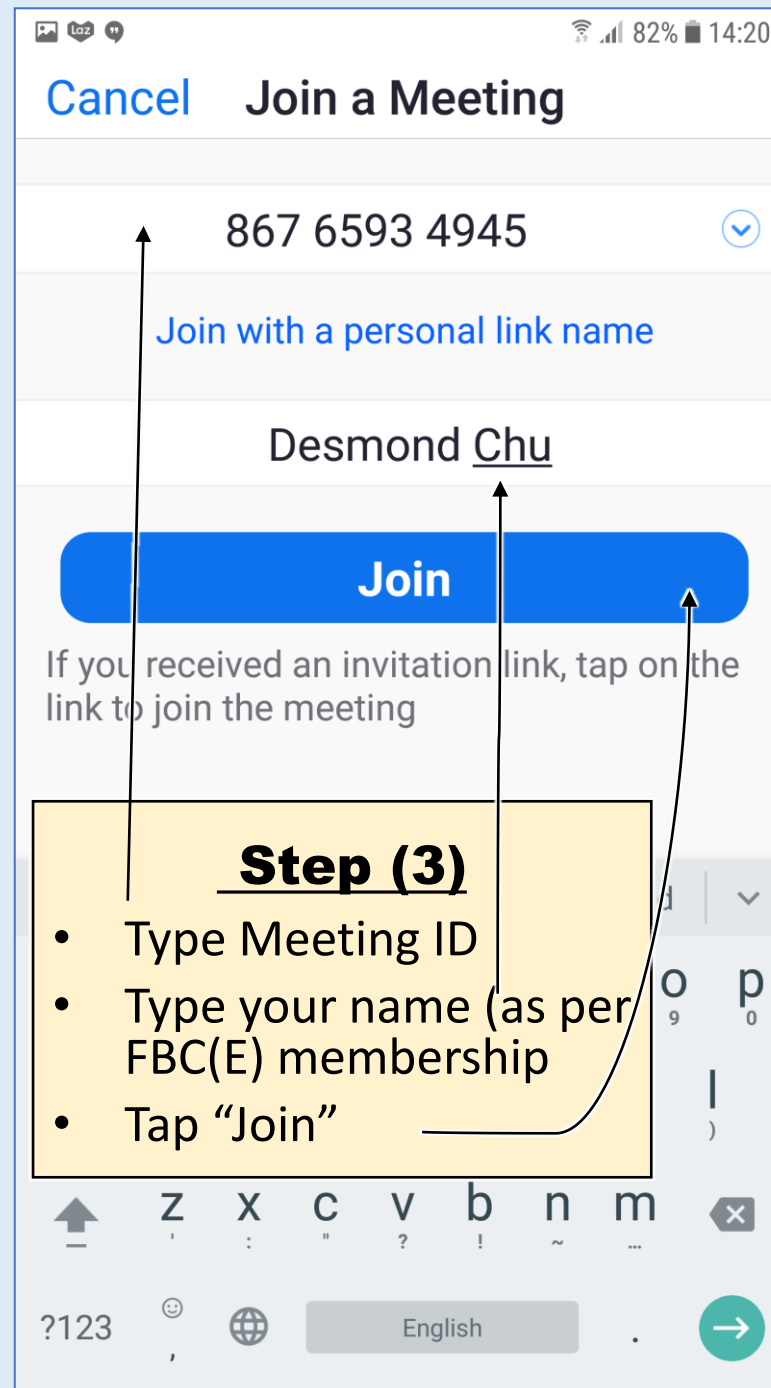 Laz 82% 14:20
Cancel Join a Meeting
867 6593 4945
Join with a personal link name
Desmond Chu
Join
If you received an invitation link, tap on the
link to join the meeting
Step (3)
• Type Meeting ID
• Type your name (as per
FBC(E) membership
• Tap “Join”
d
o p
9 0
l
)
z x c v b n m
' : " ? ! ~ …
?123 , English .